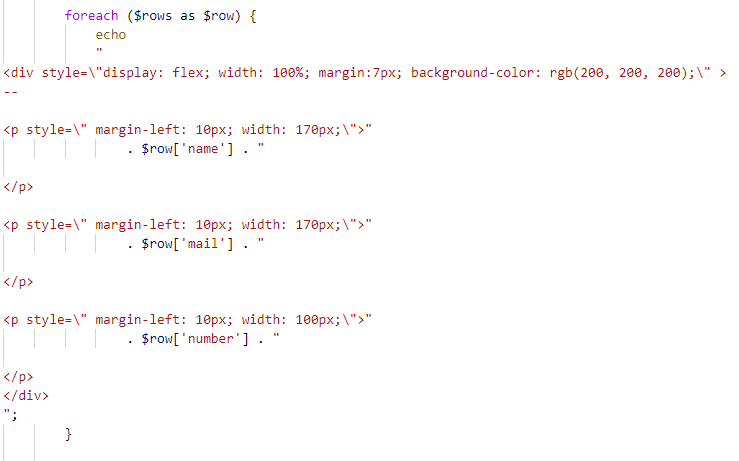 foreach ($rows as $row) {
echo
"
<div style=\"display: flex; width: 100%; margin:7px; background-color: rgb(200, 200, 200);\" >
--
<p style=\" margin-left: 10px; width: 170px;\">"
. $row['name'] . "
</p>
<p style=\" margin-left: 10px; width: 170px;\">"
. $row['mail'] . "
</p>
<p style=\" margin-left: 10px; width: 100px;\">"
. $row['number'] . "
</p>
</div>
";
}